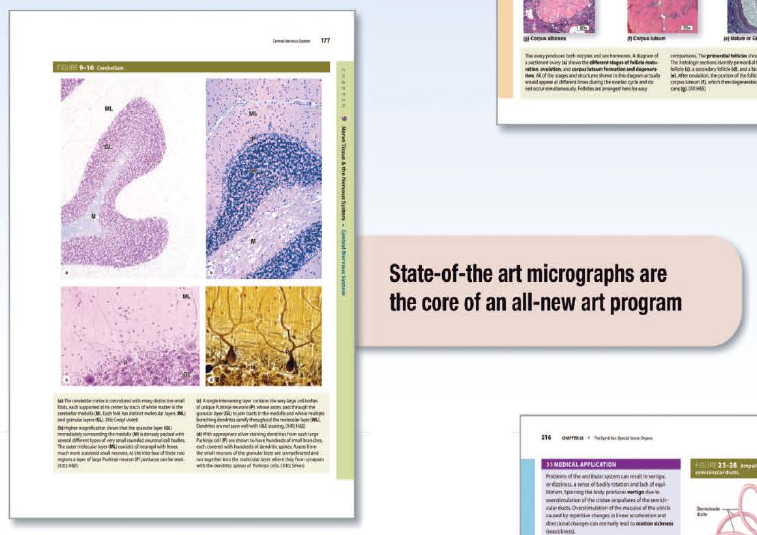 Central Nervous System 177
FIGURE 9–16 Cerebellum.
ML
GL
M
a
ML
P
GL
M
b
ML
P
GL
c
CHAPTER 9 Nerve Tissue & the Nervous System • Central Nervous System
(a) The cerebellar cortex is convoluted with many distinctive small
folds, each supported at its center by tracts of white matter in the
cerebellar medulla (M). Each fold has distinct molecular layers (ML)
and granular layers (GL). (X6; Cresyl violet)
(b) Higher magnification shows that the granular layer (GL)
immediately surrounding the medulla (M) is densely packed with
several different types of very small rounded neuronal cell bodies.
The outer molecular layer (ML) consists of neuropil with fewer,
much more scattered small neurons. At the interface of these two
regions a layer of large Purkinje neuron (P) perikarya can be seen.
(X20; H&E)
(c) A single intervening layer contains the very large cell bodies
of unique Purkinje neurons (P), whose axons pass through the
granular layer (GL) to join tracts in the medulla and whose multiple
branching dendrites ramify throughout the molecular layer (ML).
Dendrites are not seen well with H&E staining. (X40; H&E)
(d) With appropriate silver staining dendrites from each large
Purkinje cell (P) are shown to have hundreds of small branches,
each covered with hundreds of dendritic spines. Axons from
the small neurons of the granular layer are unmyelinated and
run together into the molecular layer where they form synapses
with the dendritic spines of Purkinje cells. (X40; Silver)
(g) Corpus albicans
(f) Corpus luteum
(e) Mature or
The ovary produces both oocytes and sex hormones. A diagram of
a sectioned ovary (a) shows the different stages of follicle matu-
ration, ovulation, and corpus luteum formation and degenera-
tion. All of the stages and structures shown in this diagram actually
would appear at different times during the ovarian cycle and do
not occur simultaneously. Follicles are arranged here for easy
comparisons. The primordial follicles
The histologic sections identify primordial
follicle (c), a secondary follicle (d), and a
(e). After ovulation, the portion of the
corpus luteum (f), which then degenerates
cans (g). (All H&E)
State-of-the art micrographs are
the core of an all-new art program
516 CHAPTER 23 The Eye & Ear: Special Sense Organs
>> MEDICAL APPLICATION
Problems of the vestibular system can result in vertigo,
or dizziness, a sense of bodily rotation and lack of equi-
librium. Spinning the body produces vertigo due to
overstimulation of the cristae ampullares of the semicir-
cular ducts. Overstimulation of the maculae of the utricle
caused by repetitive changes in linear acceleration and
directional changes can normally lead to motion sickness
(seasickness).
FIGURE 23–28
semicircular ducts.
Semicircular
ducts